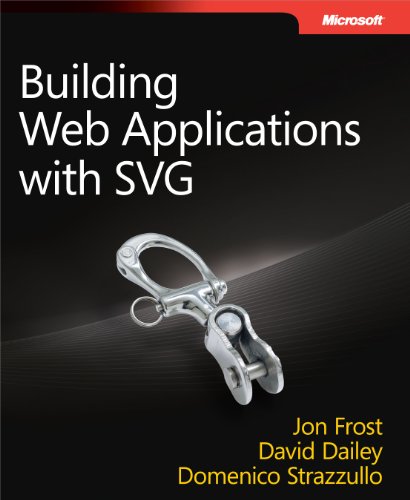 Microsoft
Building
Web Applications
with SVG
Jon Frost
David Dailey
Domenico Strazzullo